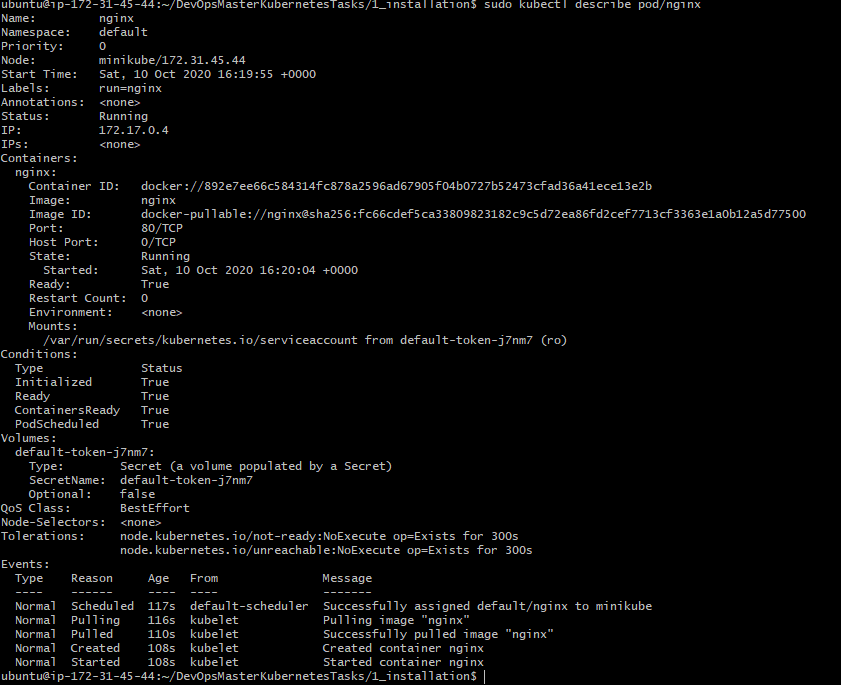 ubuntu@ip-172-31-45-44:~/DevOpsMasterKubernetesTasks/1_installation$ sudo kubectl describe pod/nginx
Name:         nginx
Namespace:    default
Priority:     0
Node:         minikube/172.31.45.44
Start Time:   Sat, 10 Oct 2020 16:19:55 +0000
Labels:       run=nginx
Annotations:  <none>
Status:       Running
IP:           172.17.0.4
IPs:          <none>
Containers:
  nginx:
    Container ID:   docker://892e7ee66c584314fc878a2596ad67905f04b0727b52473cfad36a41ece13e2b
    Image:          nginx
    Image ID:       docker-pullable://nginx@sha256:fc66cdef5ca33809823182c9c5d72ea86fd2cef7713cf3363e1a0b12a5d77500
    Port:           80/TCP
    Host Port:      0/TCP
    State:          Running
      Started:      Sat, 10 Oct 2020 16:20:04 +0000
    Ready:          True
    Restart Count:  0
    Environment:    <none>
    Mounts:
      /var/run/secrets/kubernetes.io/serviceaccount from default-token-j7nm7 (ro)
Conditions:
  Type              Status
  Initialized       True
  Ready             True
  ContainersReady   True
  PodScheduled      True
Volumes:
  default-token-j7nm7:
    Type:        Secret (a volume populated by a Secret)
    SecretName:  default-token-j7nm7
    Optional:    false
QoS Class:       BestEffort
Node-Selectors:  <none>
Tolerations:     node.kubernetes.io/not-ready:NoExecute op=Exists for 300s
                 node.kubernetes.io/unreachable:NoExecute op=Exists for 300s
Events:
  Type    Reason     Age   From               Message
  ----    ------     ----  ----               -------
  Normal  Scheduled  117s  default-scheduler  Successfully assigned default/nginx to minikube
  Normal  Pulling    116s  kubelet            Pulling image "nginx"
  Normal  Pulled     110s  kubelet            Successfully pulled image "nginx"
  Normal  Created    108s  kubelet            Created container nginx
  Normal  Started    108s  kubelet            Started container nginx
ubuntu@ip-172-31-45-44:~/DevOpsMasterKubernetesTasks/1_installation$